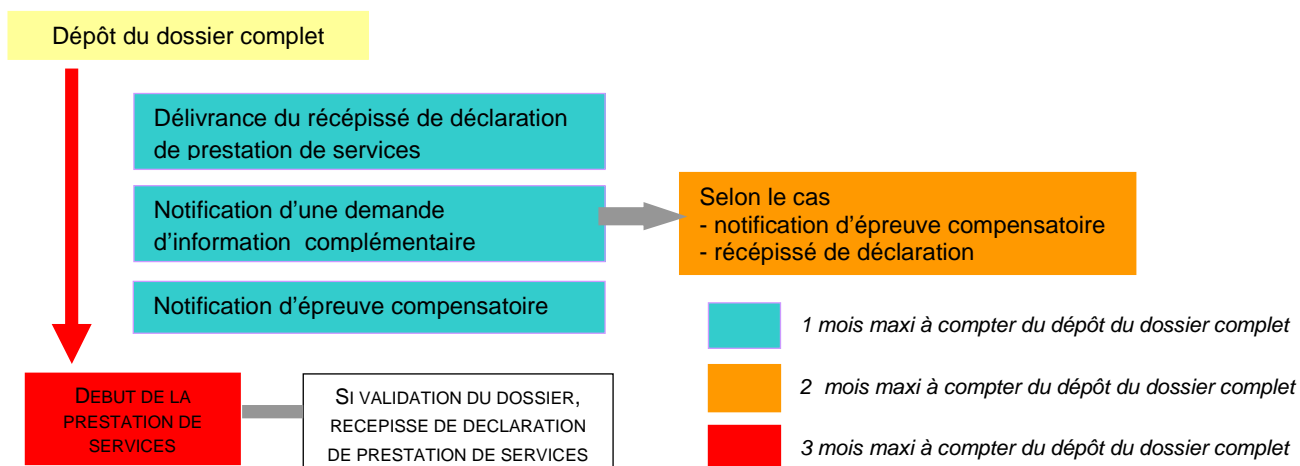 Dépôt du dossier complet
Délivrance du récépissé de déclaration
de prestation de services
Notification d’une demande
d’information complémentaire
Selon le cas
- notification d’épreuve compensatoire
- récépissé de déclaration
Notification d’épreuve compensatoire
1 mois maxi à compter du dépôt du dossier complet
2 mois maxi à compter du dépôt du dossier complet
3 mois maxi à compter du dépôt du dossier complet
DEBUT DE LA
PRESTATION DE
SERVICES
SI VALIDATION DU DOSSIER,
RECEPISSE DE DECLARATION
DE PRESTATION DE SERVICES